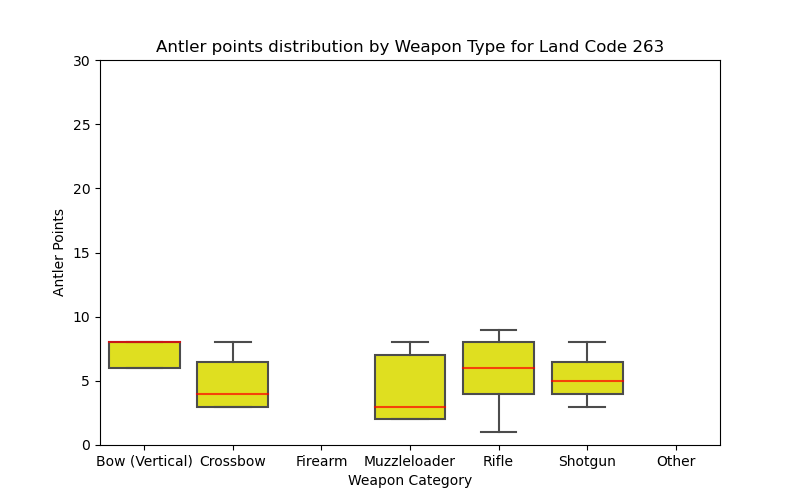 Antler points distribution by Weapon Type for Land Code 263
30
25
20
15
10
5
0
Antler Points
Bow (Vertical) Crossbow Firearm Muzzleloader Rifle Shotgun Other
Weapon Category